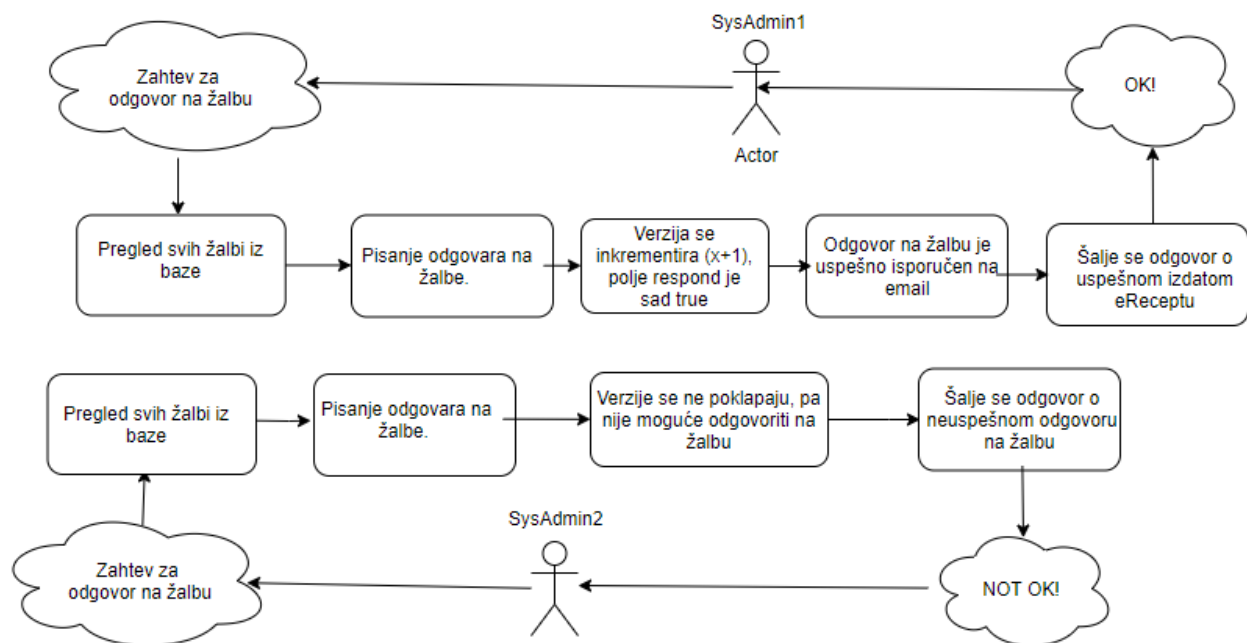 SysAdmin1
Zahtev za
odgovor na žalbu
OK!
Actor
Pregled svih žalbi iz
baze
Pisanje odgovara na
žalbe.
Verzija se
inkrementira (x+1),
polje respond je
sad true
Odgovor na žalbu je
uspešno isporučen na
email
Šalje se odgovor o
uspešnom izdatom
eReceptu
Pregled svih žalbi iz
baze
Pisanje odgovara na
žalbe.
Verzije se ne poklapaju, pa
nije moguće odgovoriti na
žalbu
Šalje se odgovor o
neuspešnom odgovoru
na žalbu
SysAdmin2
Zahtev za
odgovor na žalbu
NOT OK!